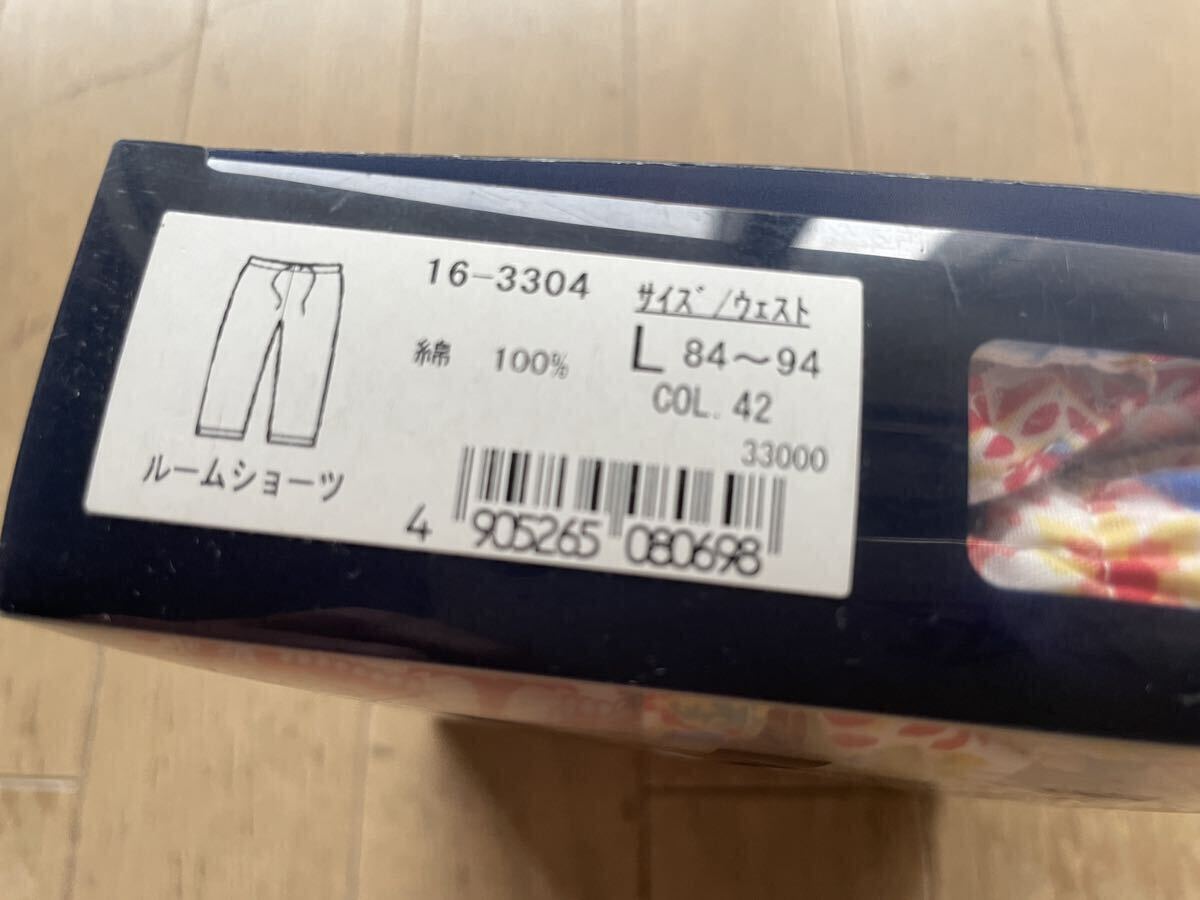 16-3304
サイズ/ウェスト
綿 100%
L 84～94
COL. 42
33000
ルームショーツ
4 905265 080698